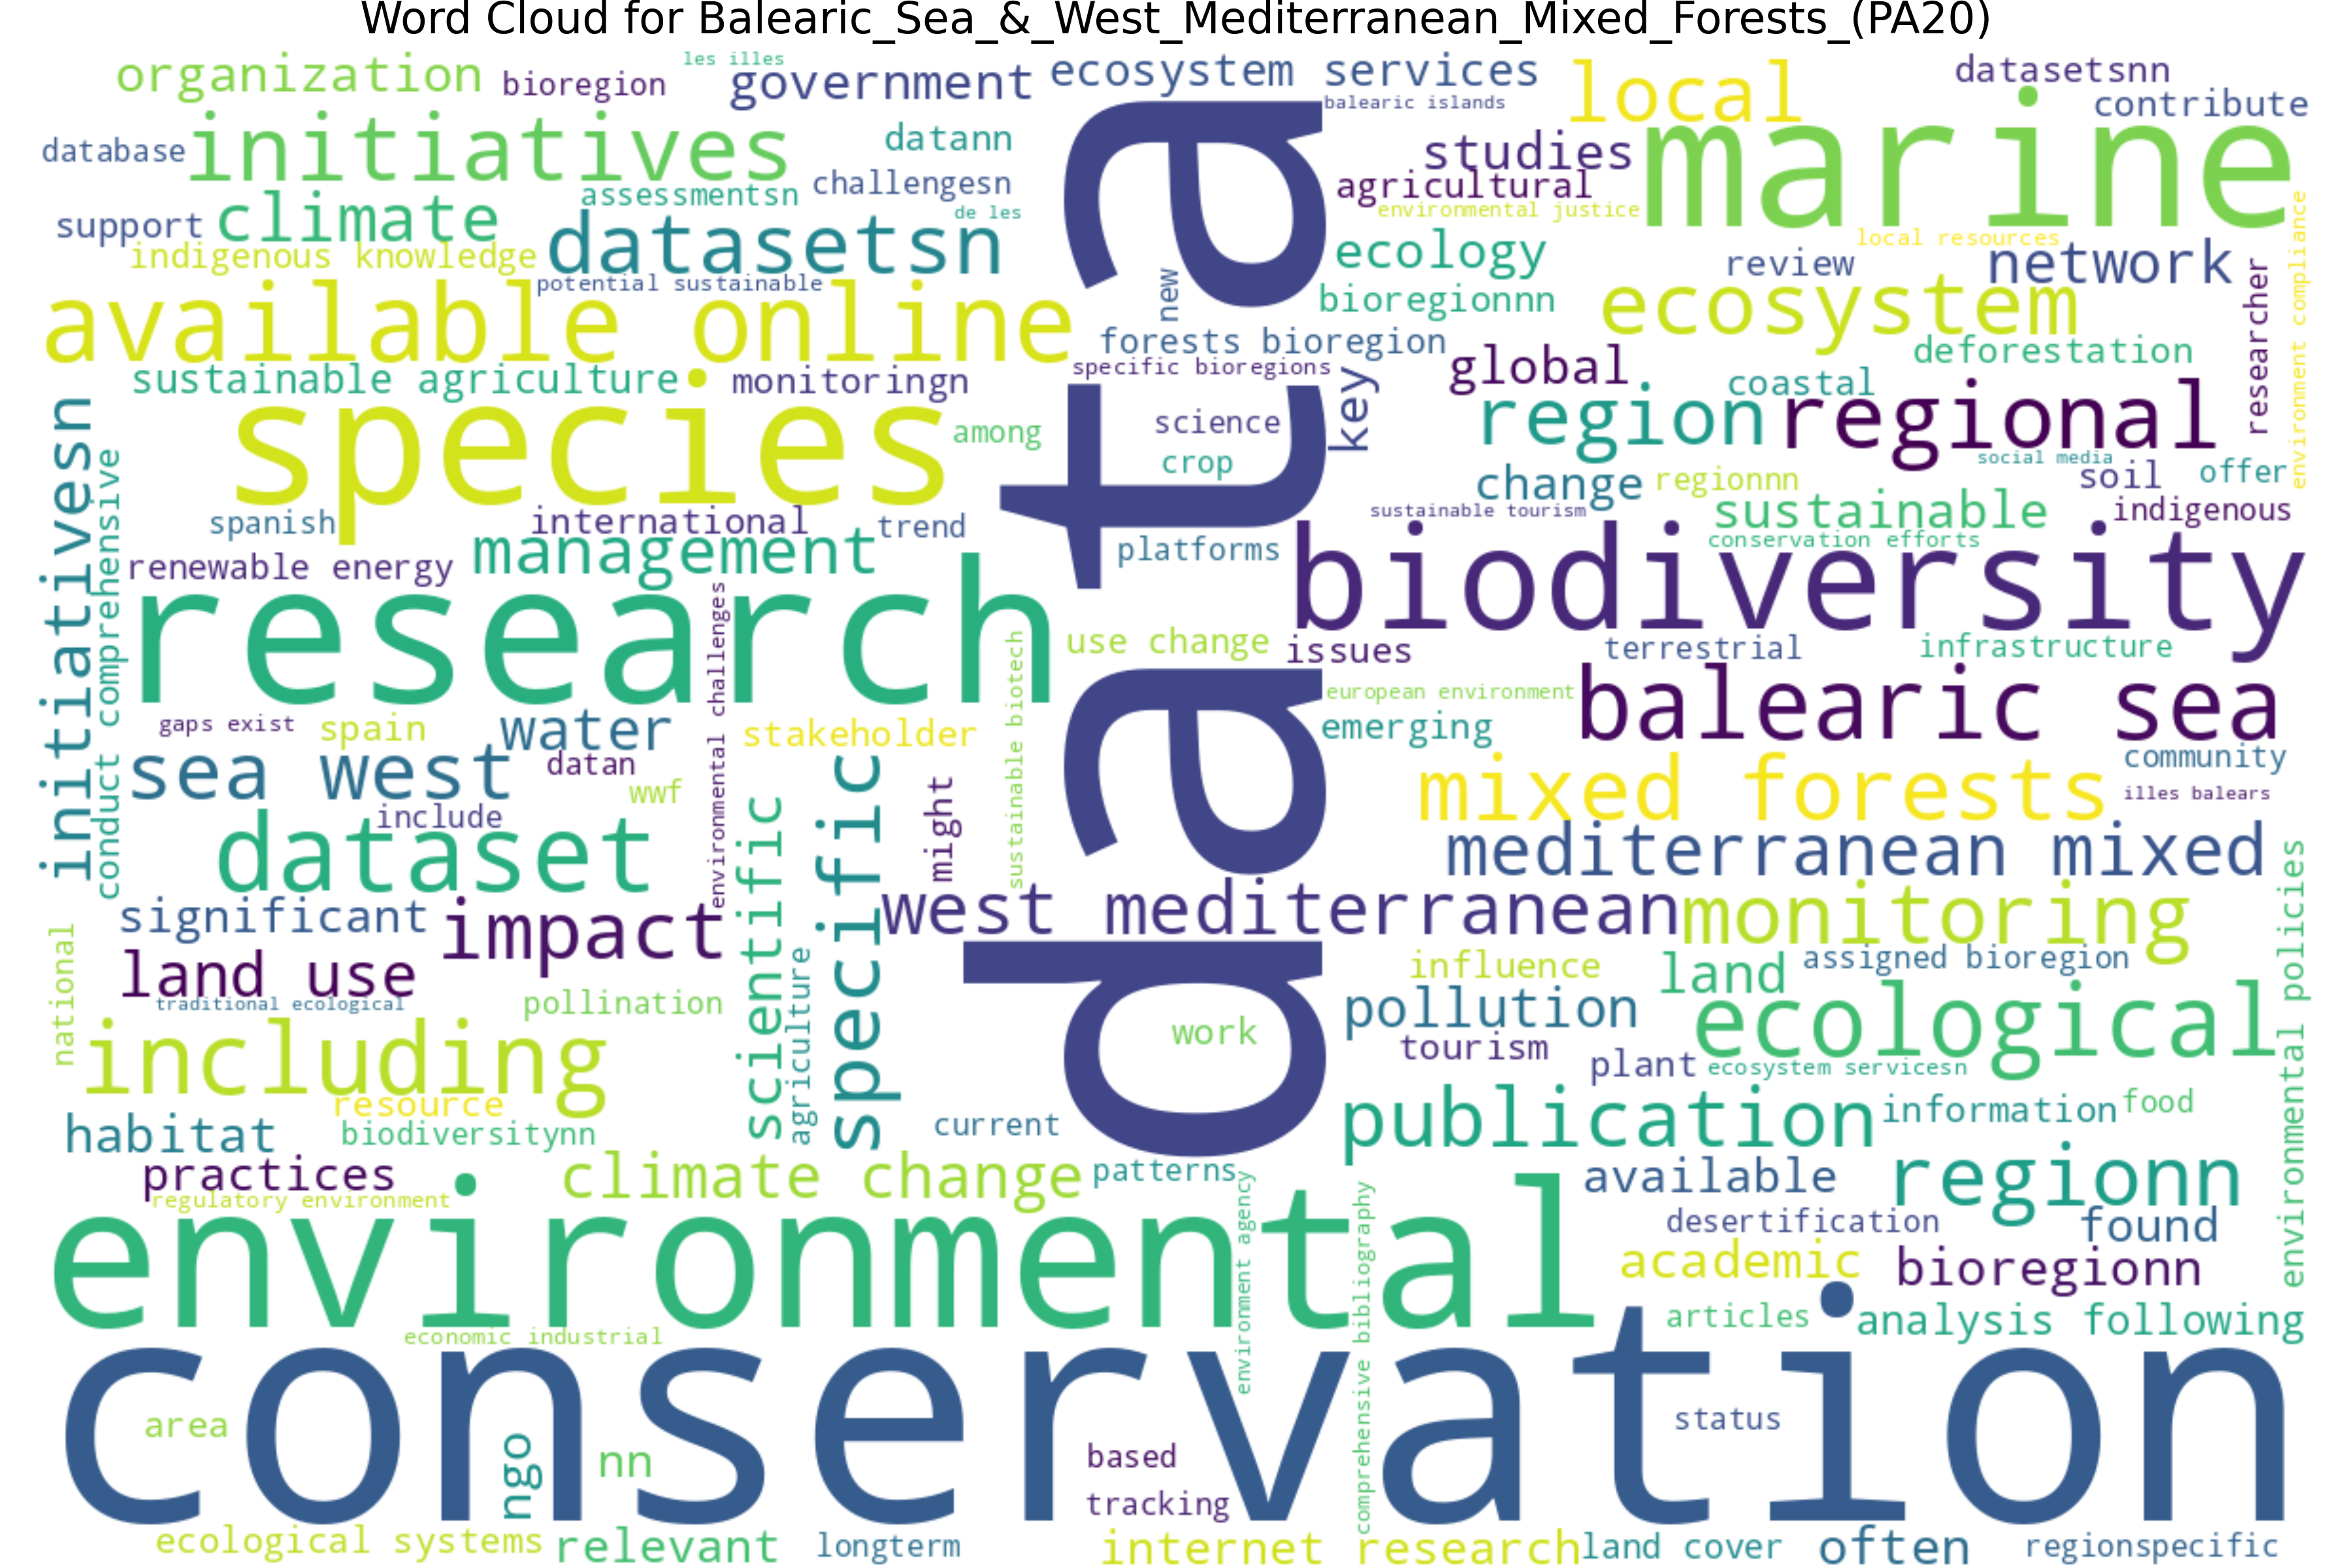 Word Cloud for Balearic_Sea_&_West_Mediterranean_Mixed_Forests_(PA20)
organization
bioregion
les illes
government
ecosystem services
balearic islands
local
datasetsnn
contribute
database
initiatives
datann
challengesn
assessmentsn
studies
agricultural
environmental justice
marine
support
climate
de les
indigenous knowledge
datasetsn
potential sustainable
ecology
review
local resources
network
environment compliance
researcher
available online
new
bioregionnn
ecosystem
forests bioregion
specific bioregions
global
deforestation
coastal
sustainable agriculture
monitoringn
key
region
regional
species
among
science
crop
social media
change
regionnn
soil
offer
sustainable tourism
sustainable
indigenous
initiativesn
conduct comprehensive
spanish
international
trend
management
platforms
conservation efforts
renewable energy
biodiversity
research
environmental challenges
sustainable biotech
use change
issues
terrestrial
infrastructure
data
european environment
emerging
balearic sea
gaps exist
spain
water
stakeholder
sea west
datan
wwf
include
dataset
scientific
specific
might
mixed forests
community
illes balears
mediterranean mixed
significant
impact
west mediterranean
monitoring
environmental policies
land use
traditional ecological
pollination
national
agriculture
influence
land
assigned bioregion
pollution
ecological
work
tourism
plant
ecosystem servicesn
including
resource
habitat
biodiversitynn
current
publication
information
food
practices
regulatory environment
climate change
patterns
available
regionn
environmental
environment agency
comprehensive bibliography
desertification
found
academic
bioregionn
economic industrial
articles
analysis following
conservation
area
ngo
nn
based
tracking
status
ecological systems
relevant
longterm
internet research
land cover
often
regionspecific